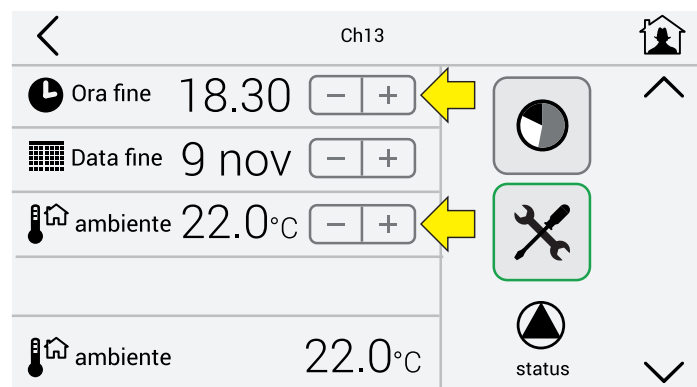 Ch13
Ora fine 18.30 − +
Data fine 9 nov − +
ambiente 22.0°C − +
ambiente 22.0°C
status